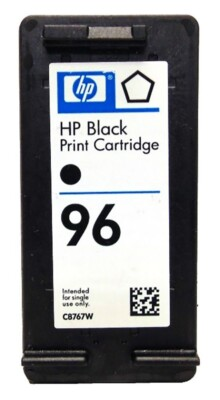 hp
HP Black
Print Cartridge
96
Intended
for single
use only
C8767W